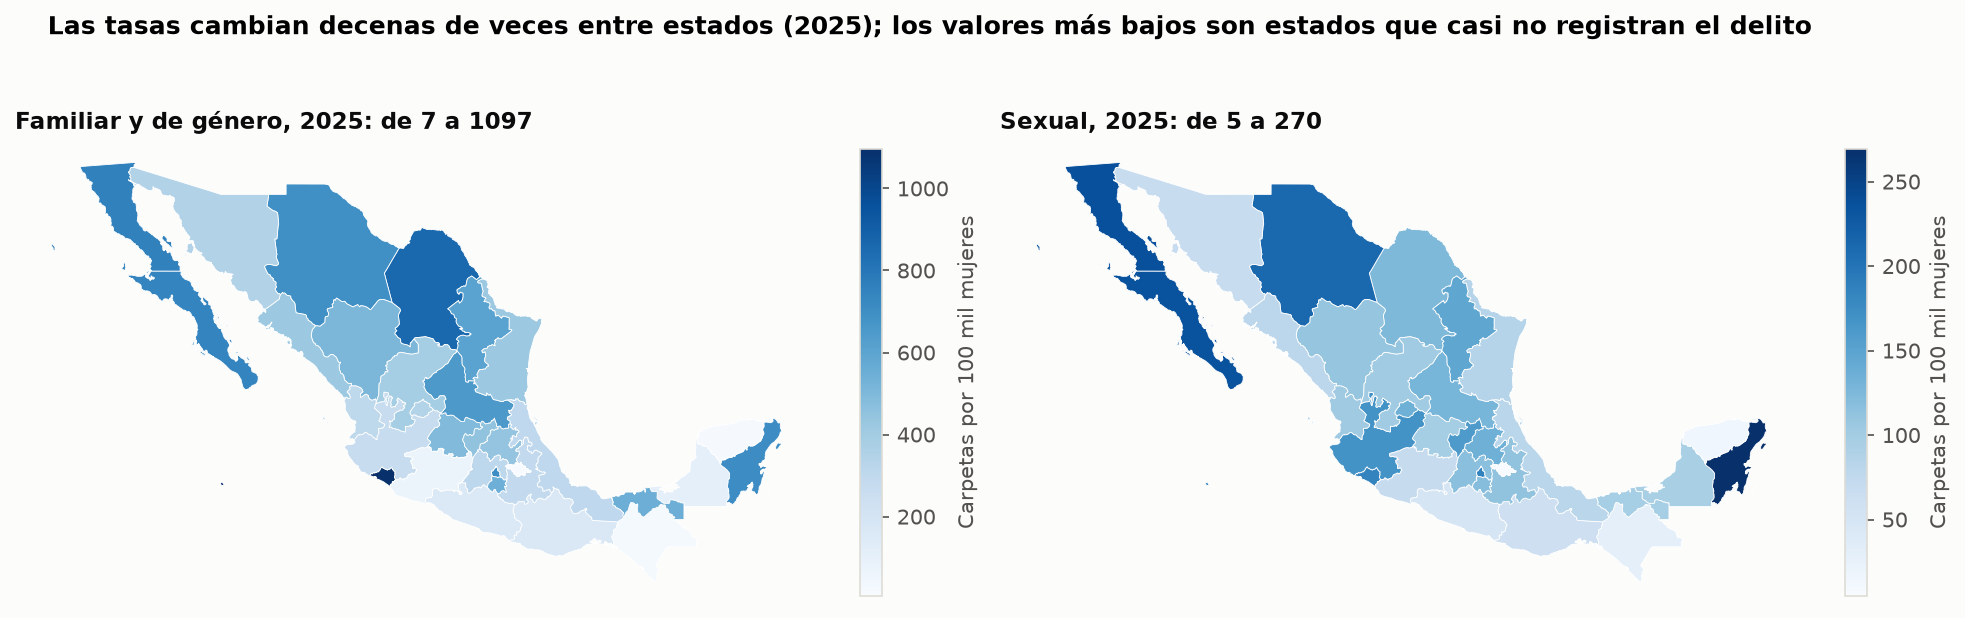 Las tasas cambian decenas de veces entre estados (2025); los valores más bajos son estados que casi no registran el delito
Familiar y de género, 2025: de 7 a 1097
1000
800
600
400
200
Carpetas por 100 mil mujeres
Sexual, 2025: de 5 a 270
250
200
150
100
50
Carpetas por 100 mil mujeres